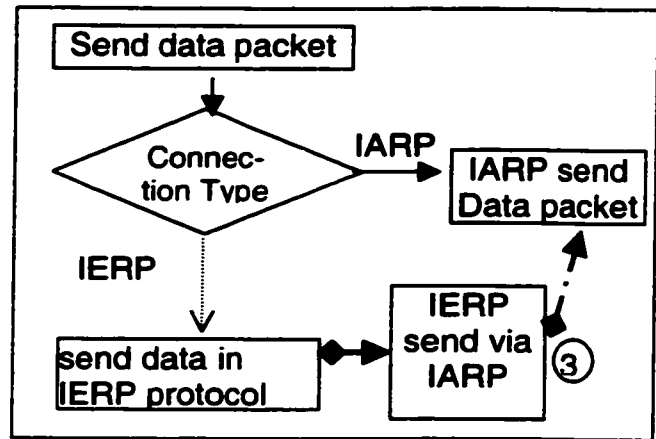 Send data packet
IARP
Connec-
tion Type
IARP send
Data packet
IERP
IERP
send via
IARP
send data in
IERP protocol
3